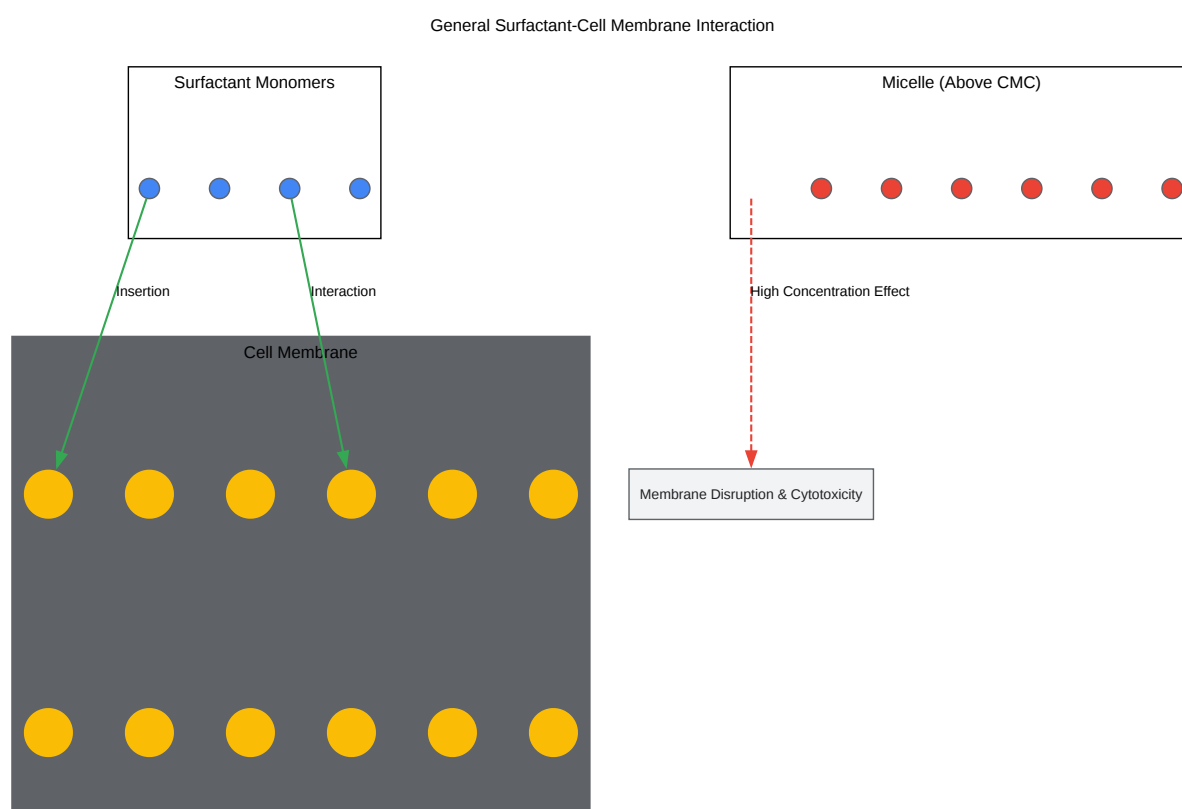 General Surfactant-Cell Membrane Interaction
Surfactant Monomers
Micelle (Above CMC)
Insertion
Interaction
High Concentration Effect
Cell Membrane
Membrane Disruption & Cytotoxicity